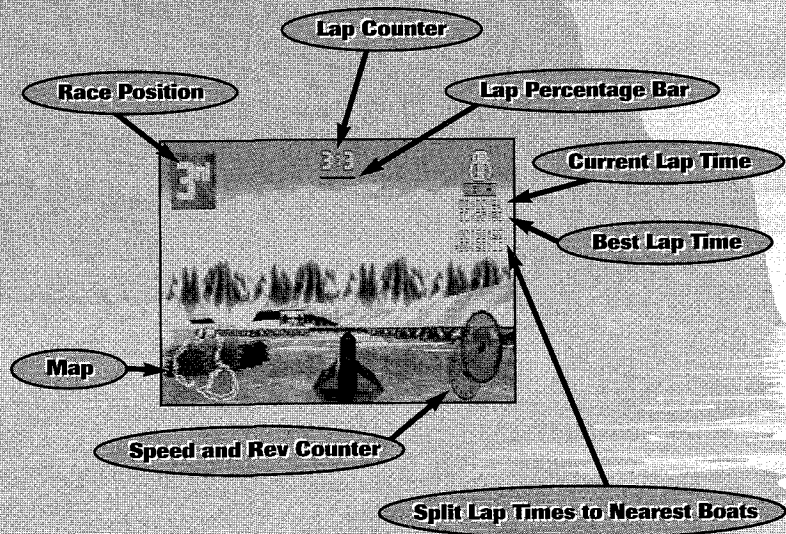 Lap Counter
Race Position
Lap Percentage Bar
3rd
3:3
Current Lap Time
Best Lap Time
Map
Speed and Rev Counter
Split Lap Times to Nearest Boats